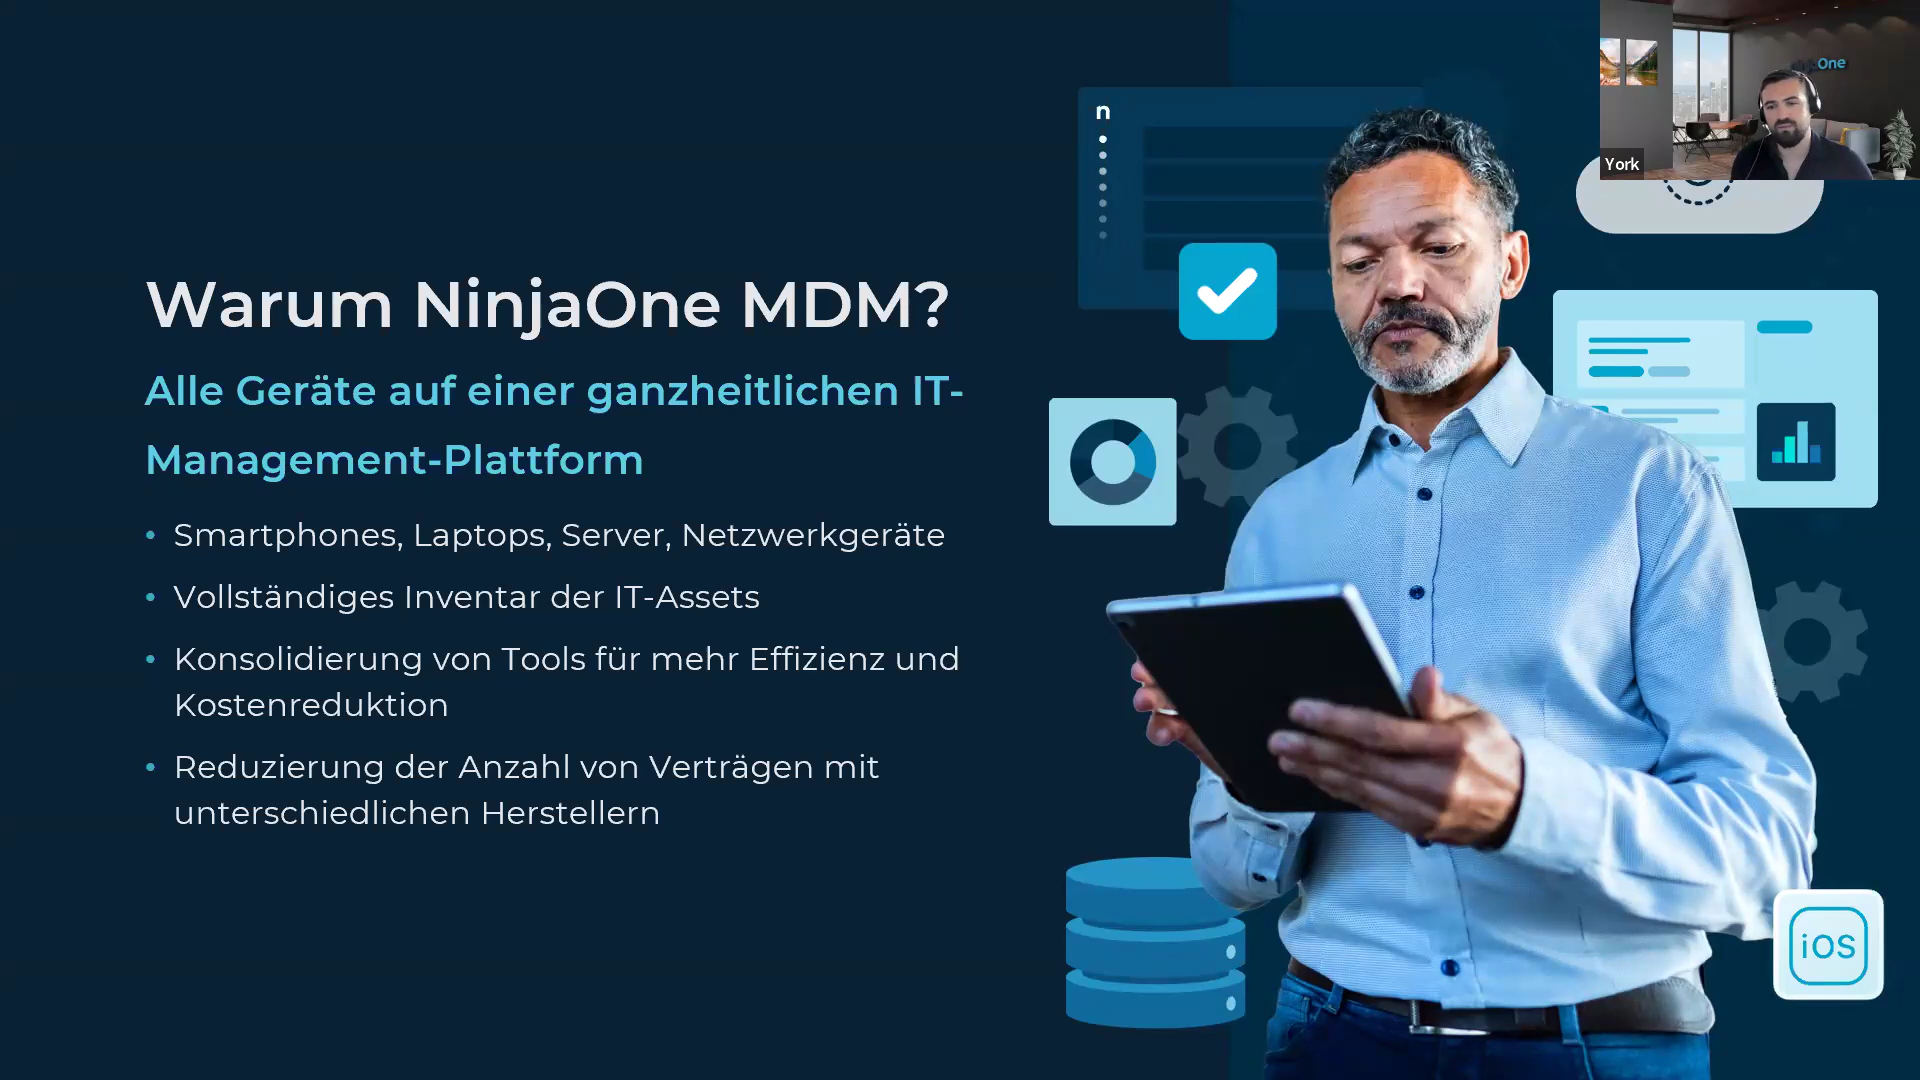 Warum NinjaOne MDM?
Alle Geräte auf einer ganzheitlichen IT-
Management-Plattform
• Smartphones, Laptops, Server, Netzwerkgeräte
• Vollständiges Inventar der IT-Assets
• Konsolidierung von Tools für mehr Effizienz und
Kostenreduktion
• Reduzierung der Anzahl von Verträgen mit
unterschiedlichen Herstellern
n
One
York
iOS